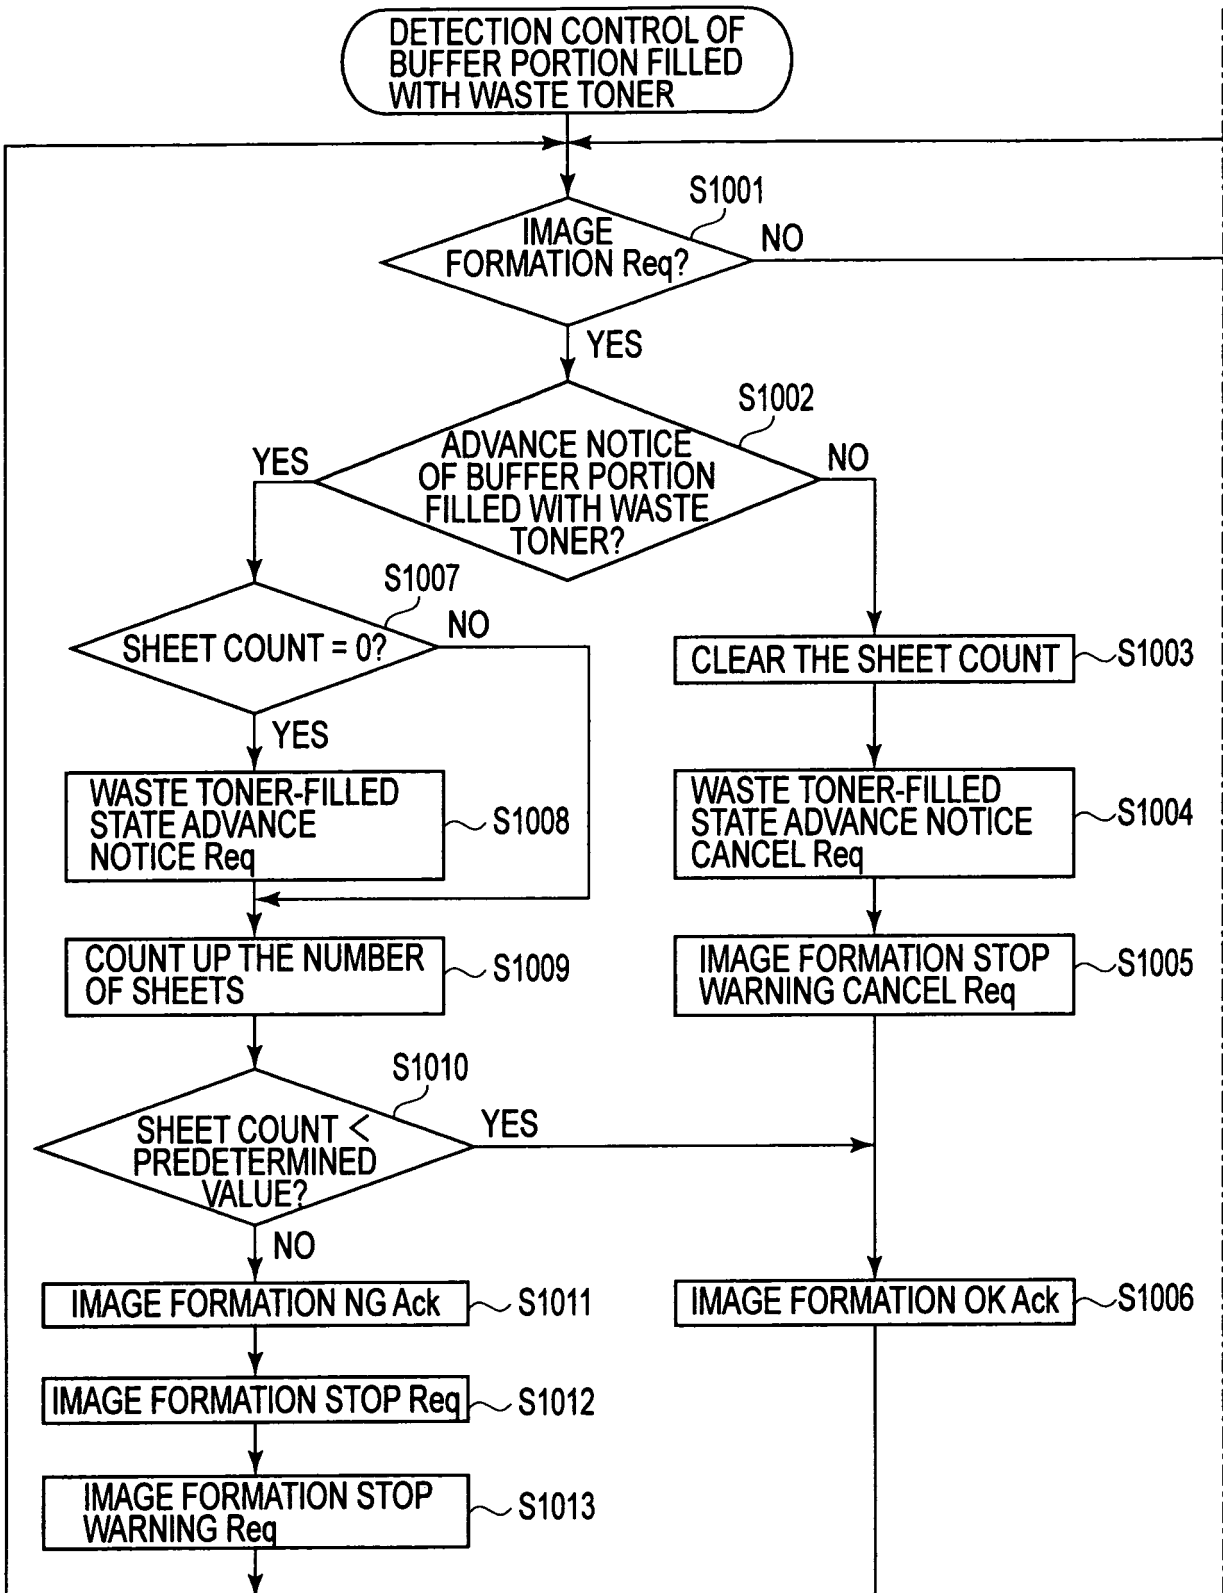 DETECTION CONTROL OF
BUFFER PORTION FILLED
WITH WASTE TONER
S1001
IMAGE
FORMATION Req?
NO
YES
S1002
ADVANCE NOTICE
OF BUFFER PORTION
FILLED WITH WASTE
TONER?
YES
NO
S1007
SHEET COUNT = 0?
NO
YES
CLEAR THE SHEET COUNT
S1003
WASTE TONER-FILLED
STATE ADVANCE
NOTICE Req
S1008
WASTE TONER-FILLED
STATE ADVANCE NOTICE
CANCEL Req
S1004
COUNT UP THE NUMBER
OF SHEETS
S1009
IMAGE FORMATION STOP
WARNING CANCEL Req
S1005
S1010
SHEET COUNT <
PREDETERMINED
VALUE?
YES
NO
IMAGE FORMATION NG Ack
S1011
IMAGE FORMATION OK Ack
S1006
IMAGE FORMATION STOP Req
S1012
IMAGE FORMATION STOP
WARNING Req
S1013